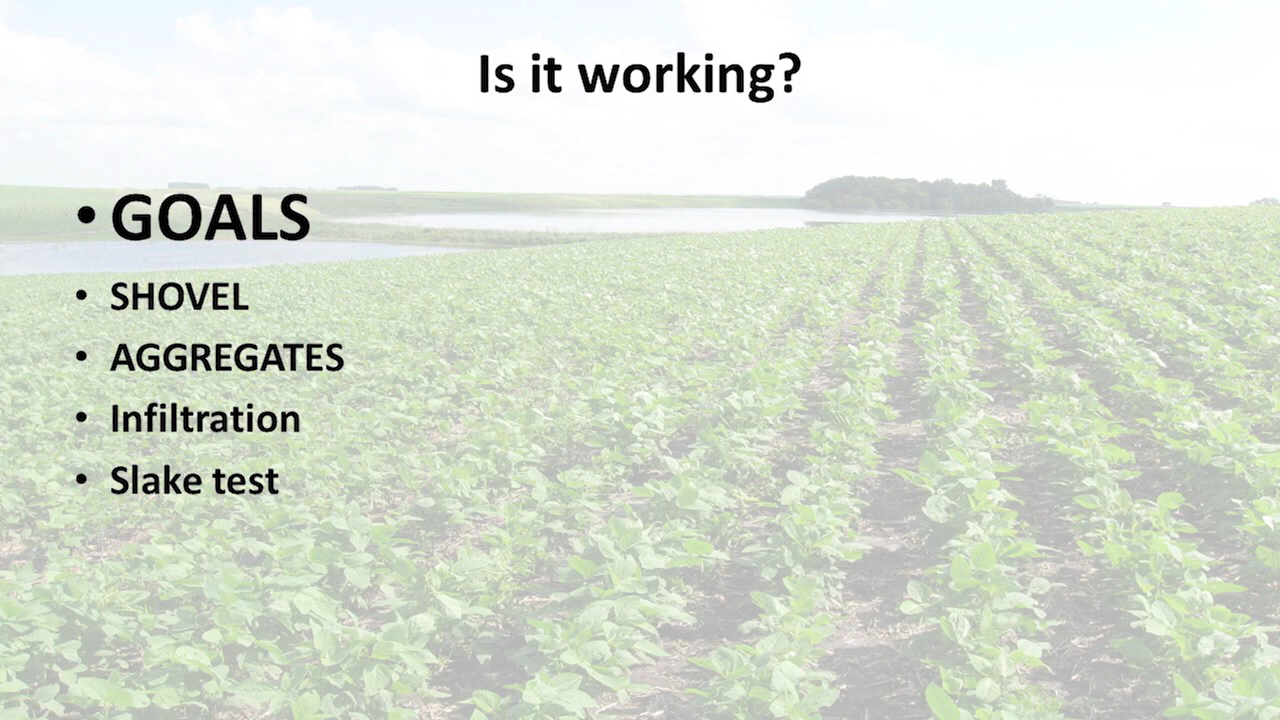 Is it working?
• GOALS
• SHOVEL
• AGGREGATES
• Infiltration
• Slake test